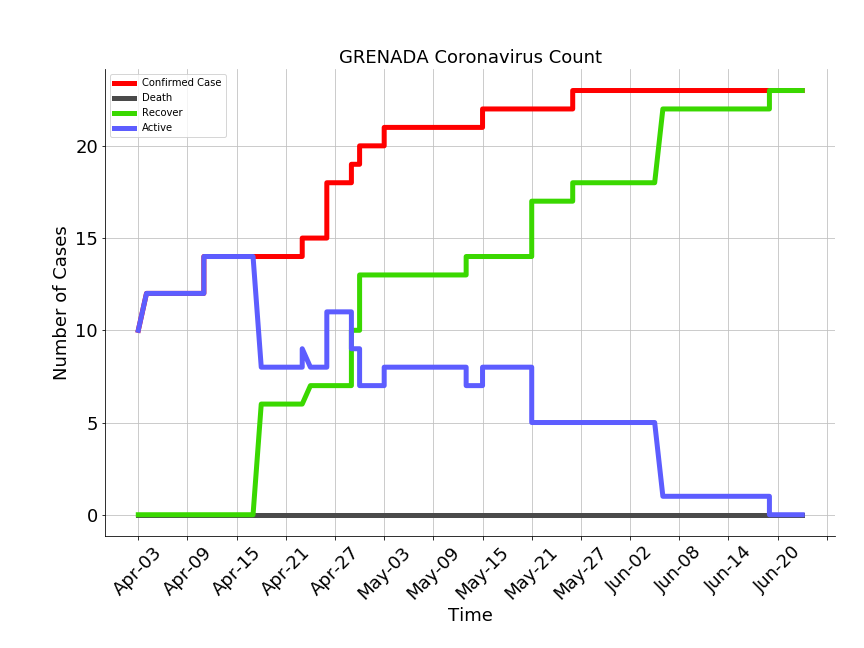 GRENADA Coronavirus Count
Confirmed Case
Death
Recover
Active
Number of Cases
20
15
10
5
0
Apr-03
Apr-09
Apr-15
Apr-21
Apr-27
May-03
May-09
May-15
May-21
May-27
Jun-02
Jun-08
Jun-14
Jun-20
Time